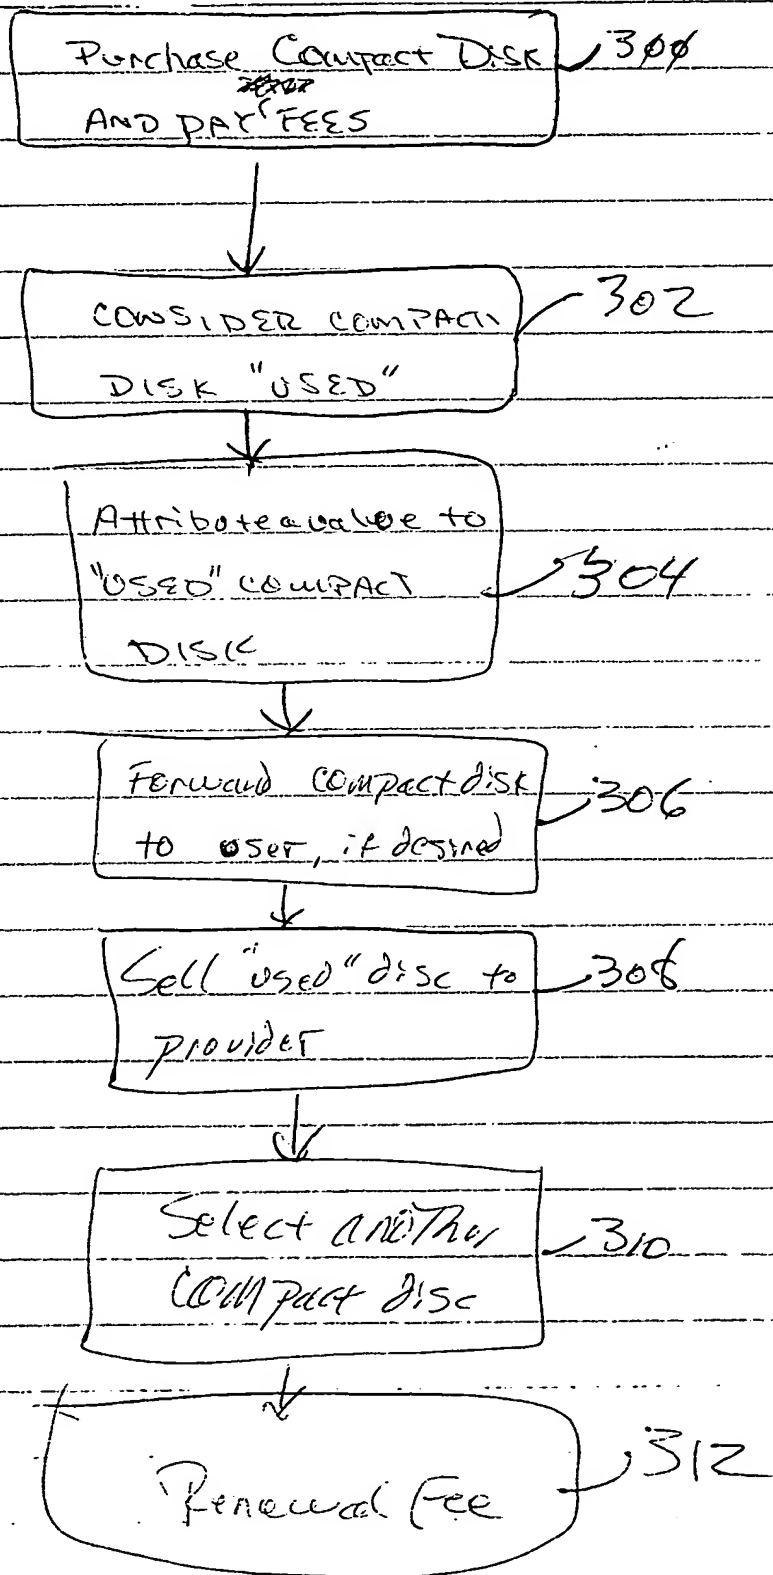 Purchase Compact Disk 300
AND PAY FEES
CONSIDER COMPACT 302
DISK "USED"
Attribute a value to
"USED" COMPACT 304
DISK
Forward compact disk 306
to user, if desired
Sell "used" disc to 308
provider
Select another 310
compact disc
Renewal Fee 312